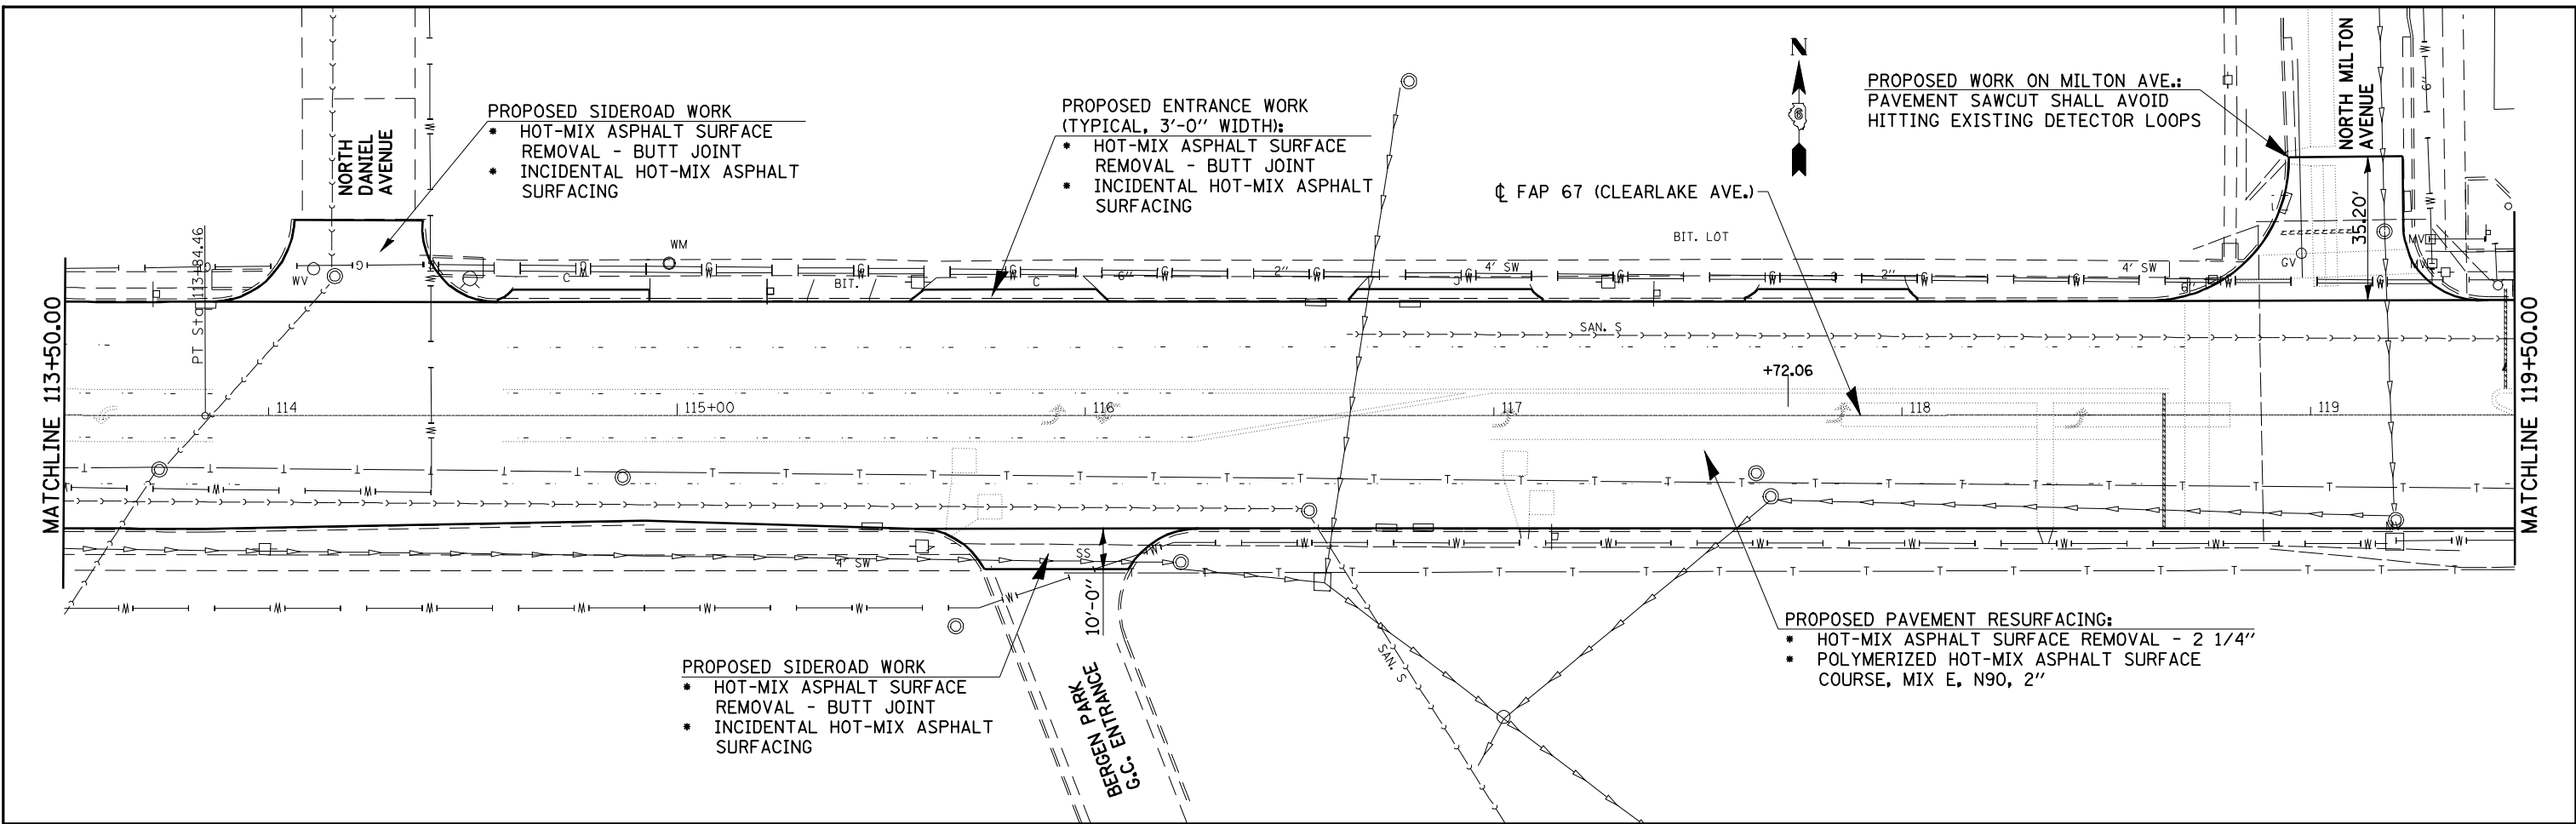 NORTH
DANIEL
AVENUE
PROPOSED SIDEROAD WORK
* HOT-MIX ASPHALT SURFACE
REMOVAL - BUTT JOINT
* INCIDENTAL HOT-MIX ASPHALT
SURFACING
PROPOSED ENTRANCE WORK
(TYPICAL, 3'-0" WIDTH):
* HOT-MIX ASPHALT SURFACE
REMOVAL - BUTT JOINT
* INCIDENTAL HOT-MIX ASPHALT
SURFACING
N
6
℄ FAP 67 (CLEARLAKE AVE.)
PROPOSED WORK ON MILTON AVE.:
PAVEMENT SAWCUT SHALL AVOID
HITTING EXISTING DETECTOR LOOPS
NORTH MILTON
AVENUE
35.20'
BIT. LOT
WM
WV
BIT.
C
C
6"
2"
4' SW
2"
4' SW
GV
MV
MV
PT Sta 113+84.46
MATCHLINE 113+50.00
SAN. S
+72.06
114
115+00
116
117
118
119
MATCHLINE 119+50.00
4' SW
SS
10'-0"
PROPOSED SIDEROAD WORK
* HOT-MIX ASPHALT SURFACE
REMOVAL - BUTT JOINT
* INCIDENTAL HOT-MIX ASPHALT
SURFACING
BERGEN PARK
G.C. ENTRANCE
SAN. S
PROPOSED PAVEMENT RESURFACING:
* HOT-MIX ASPHALT SURFACE REMOVAL - 2 1/4"
* POLYMERIZED HOT-MIX ASPHALT SURFACE
COURSE, MIX E, N90, 2"